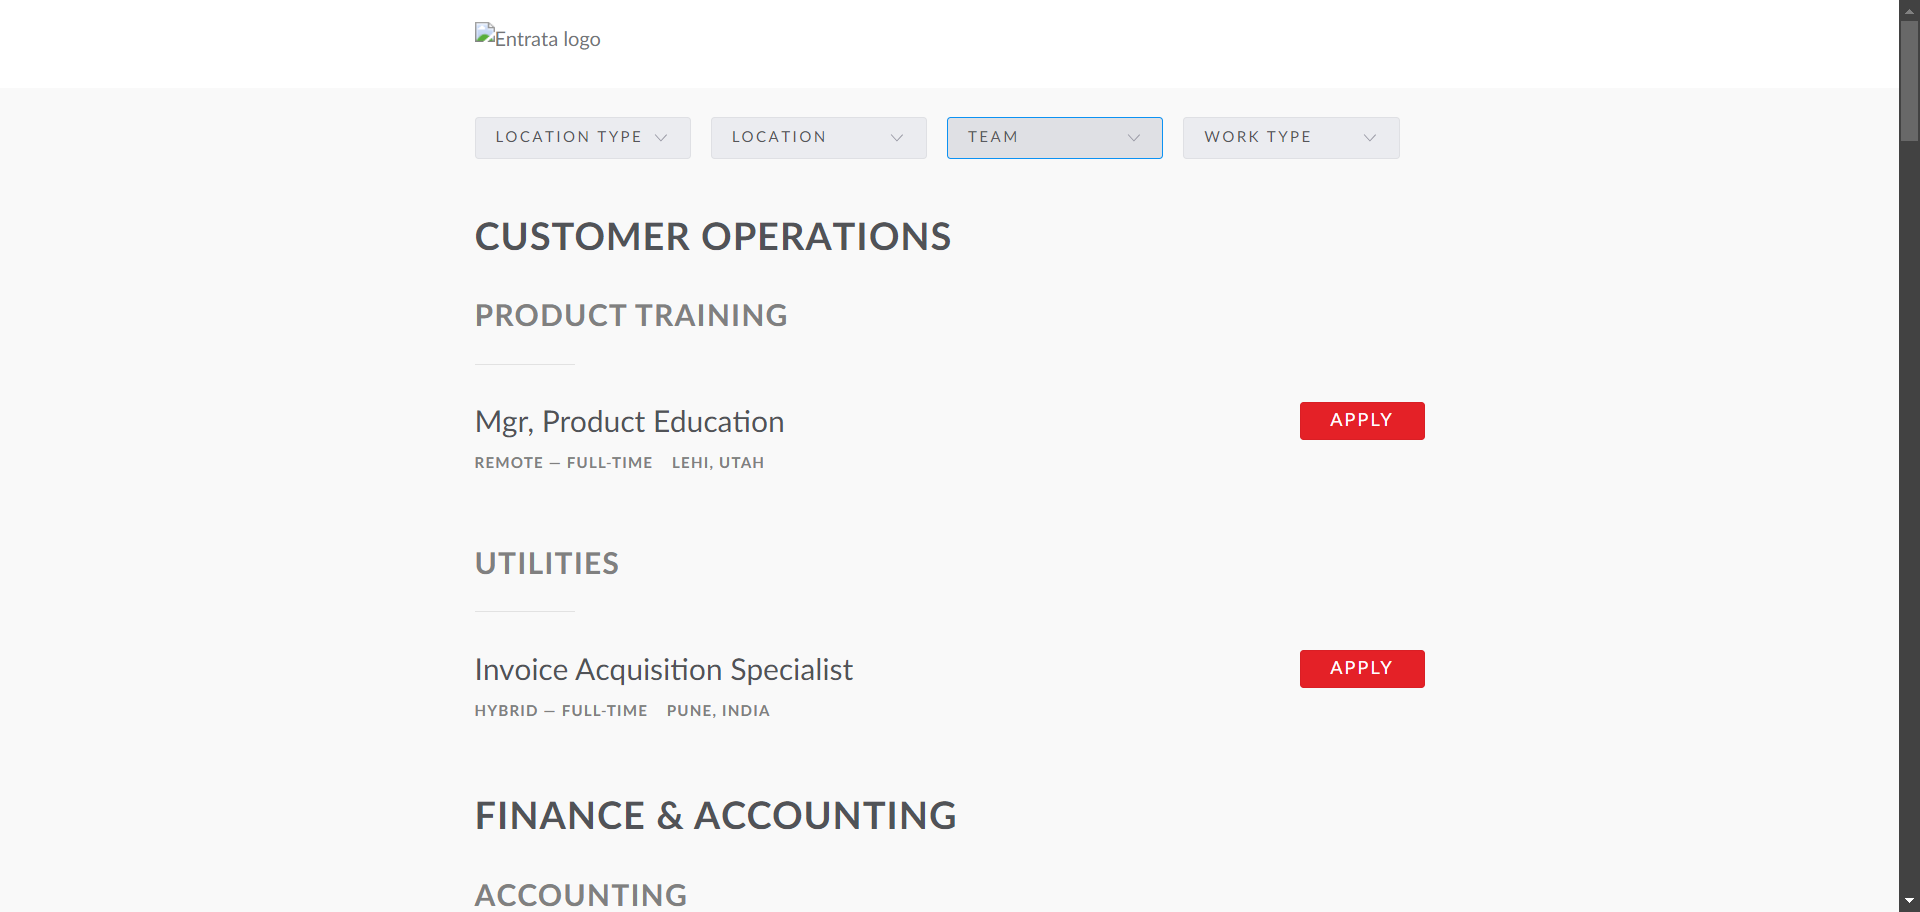 Entrata logo
LOCATION TYPE
LOCATION
TEAM
WORK TYPE
CUSTOMER OPERATIONS
PRODUCT TRAINING
Mgr, Product Education
APPLY
REMOTE — FULL-TIME LEHI, UTAH
UTILITIES
Invoice Acquisition Specialist
APPLY
HYBRID — FULL-TIME PUNE, INDIA
FINANCE & ACCOUNTING
ACCOUNTING